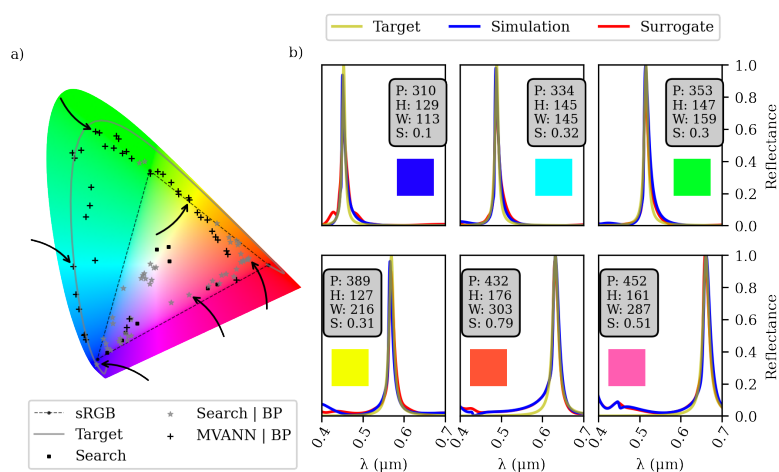 Target Simulation Surrogate
a) b)
P: 310
H: 129
W: 113
S: 0.1
P: 334
H: 145
W: 145
S: 0.32
P: 353
H: 147
W: 159
S: 0.3
1.0
0.8
0.6
0.4
0.2
0.0
Reflectance
P: 389
H: 127
W: 216
S: 0.31
P: 432
H: 176
W: 303
S: 0.79
P: 452
H: 161
W: 287
S: 0.51
1.0
0.8
0.6
0.4
0.2
0.0
Reflectance
0.4 0.5 0.6 0.7 0.4 0.5 0.6 0.7 0.4 0.5 0.6 0.7
λ (μm) λ (μm) λ (μm)
sRGB Search | BP
Target MVANN | BP
Search